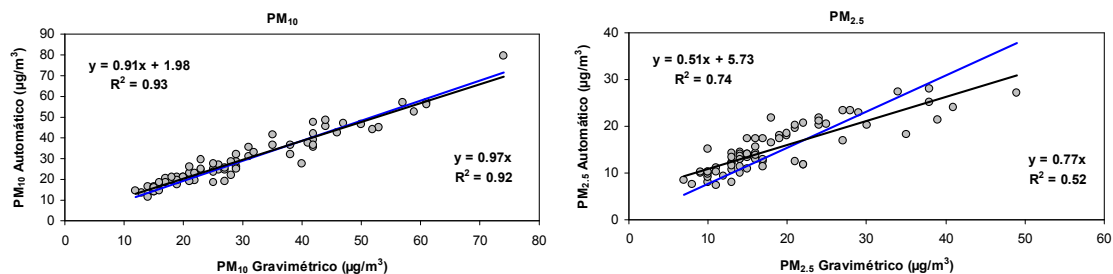 PM10
PM10 Automático (µg/m3)
90
80
70
60
50
40
30
20
10
0
y = 0.91x + 1.98
R2 = 0.93
y = 0.97x
R2 = 0.92
0 10 20 30 40 50 60 70 80
PM10 Gravimétrico (µg/m3)
PM2.5
PM2.5 Automático (µg/m3)
40
30
20
10
0
y = 0.51x + 5.73
R2 = 0.74
y = 0.77x
R2 = 0.52
0 10 20 30 40 50 60
PM2.5 Gravimétrico (µg/m3)